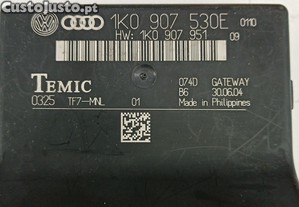 1K0 907 530E 0110
HW: 1K0 907 951 09
TEMIC 074D GATEWAY
B6 30.06.04
0325 TF7-MNL 01 Made in Philippines
CustoJusto